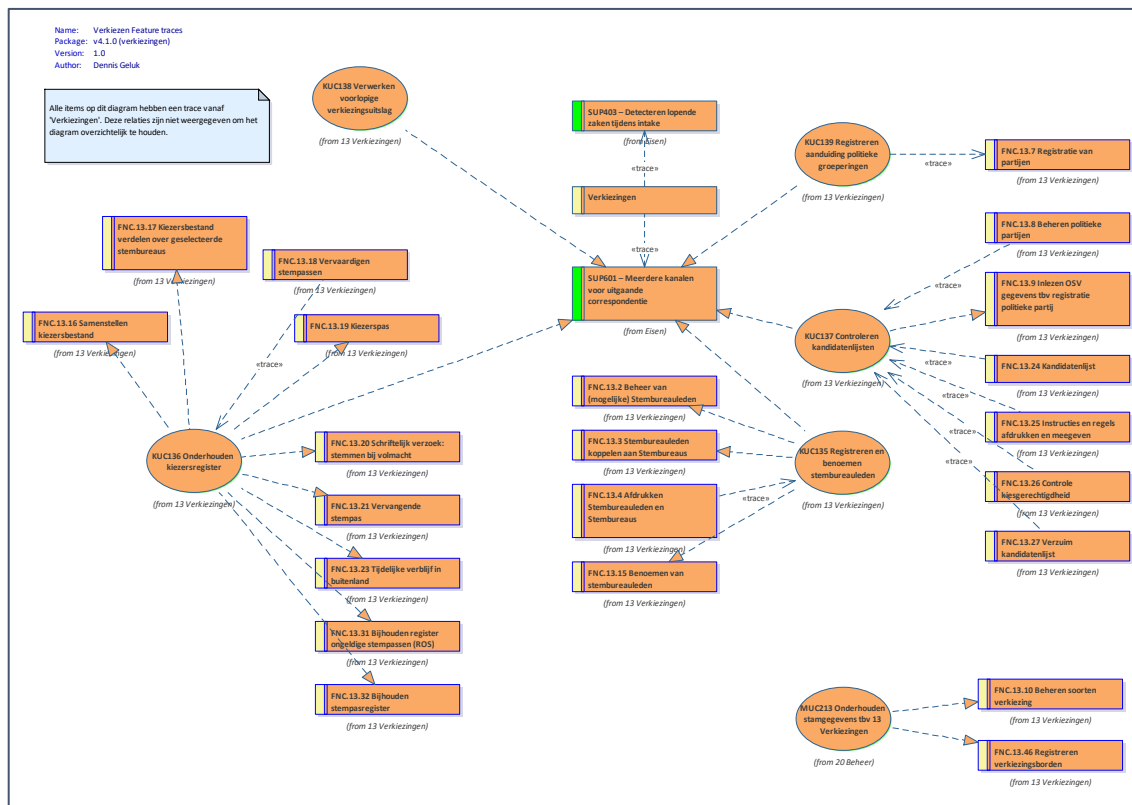 Name: Verkiezen Feature traces
Package: v4.1.0 (verkiezingen)
Version: 1.0
Author: Dennis Geluk
Alle items op dit diagram hebben een trace vanaf
'Verkiezingen'. Deze relaties zijn niet weergegeven om het
diagram overzichtelijk te houden.
KUC138 Verwerken
voorlopige
verkiezingsuitslag
(from 13 Verkiezingen)
SUP403 – Detecteren lopende
zaken tijdens intake
(from Eisen)
«trace»
Verkiezingen
«trace»
SUP601 – Meerdere kanalen
voor uitgaande
correspondentie
(from Eisen)
KUC139 Registreren
aanduiding politieke
groeperingen
(from 13 Verkiezingen)
«trace»
FNC.13.7 Registratie van
partijen
(from 13 Verkiezingen)
FNC.13.8 Beheren politieke
partijen
(from 13 Verkiezingen)
«trace»
FNC.13.9 Inlezen OSV
gegevens tbv registratie
politieke partij
(from 13 Verkiezingen)
KUC137 Controleren
kandidatenlijsten
(from 13 Verkiezingen)
«trace»
FNC.13.24 Kandidatenlijst
(from 13 Verkiezingen)
«trace»
FNC.13.25 Instructies en regels
afdrukken en meegeven
(from 13 Verkiezingen)
«trace»
FNC.13.26 Controle
kiesgerechtigdheid
(from 13 Verkiezingen)
«trace»
FNC.13.27 Verzuim
kandidatenlijst
(from 13 Verkiezingen)
FNC.13.17 Kiezersbestand
verdelen over geselecteerde
stembureaus
(from 13 Verkiezingen)
FNC.13.18 Vervaardigen
stempassen
(from 13 Verkiezingen)
FNC.13.16 Samenstellen
kiezersbestand
(from 13 Verkiezingen)
FNC.13.19 Kiezerspas
(from 13 Verkiezingen)
«trace»
KUC136 Onderhouden
kiezersregister
(from 13 Verkiezingen)
FNC.13.20 Schriftelijk verzoek:
stemmen bij volmacht
(from 13 Verkiezingen)
FNC.13.21 Vervangende
stempas
(from 13 Verkiezingen)
FNC.13.23 Tijdelijke verblijf in
buitenland
(from 13 Verkiezingen)
FNC.13.31 Bijhouden register
ongeldige stempassen (ROS)
(from 13 Verkiezingen)
FNC.13.32 Bijhouden
stempasregister
(from 13 Verkiezingen)
FNC.13.2 Beheer van
(mogelijke) Stembureauleden
(from 13 Verkiezingen)
FNC.13.3 Stembureauleden
koppelen aan Stembureaus
(from 13 Verkiezingen)
FNC.13.4 Afdrukken
Stembureauleden en
Stembureaus
(from 13 Verkiezingen)
«trace»
FNC.13.15 Benoemen van
stembureauleden
(from 13 Verkiezingen)
KUC135 Registreren en
benoemen
stembureauleden
(from 13 Verkiezingen)
MUC213 Onderhouden
stamgegevens tbv 13
Verkiezingen
(from 20 Beheer)
FNC.13.10 Beheren soorten
verkiezing
(from 13 Verkiezingen)
FNC.13.46 Registreren
verkiezingsborden
(from 13 Verkiezingen)